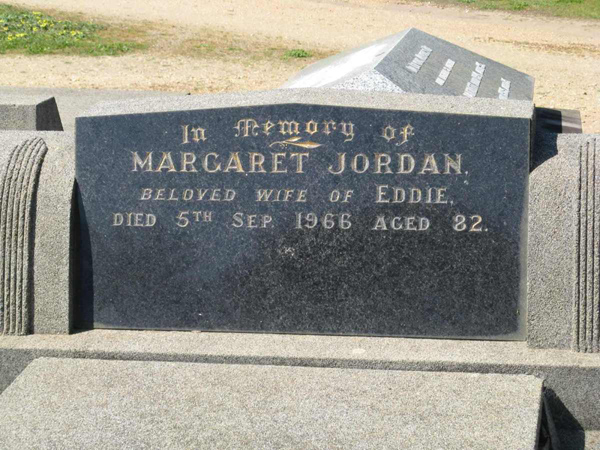 In Memory of
MARGARET JORDAN,
BELOVED WIFE OF EDDIE,
DIED 5TH SEP. 1966 AGED 82.